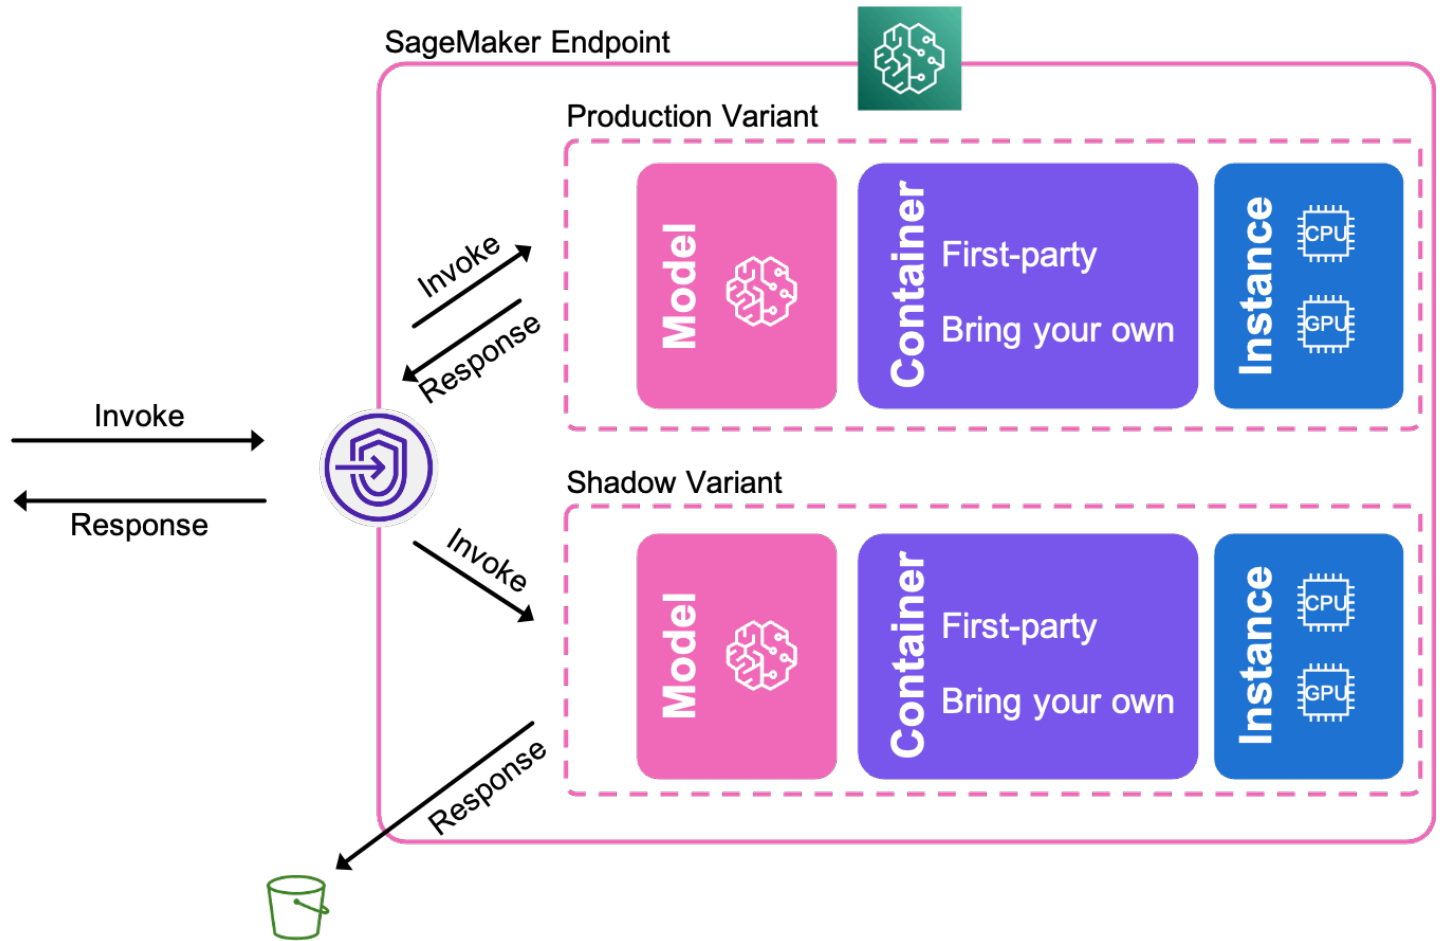 SageMaker Endpoint
Production Variant
Model
Container
First-party
Bring your own
Instance
CPU
GPU
Invoke
Response
Invoke
Response
Shadow Variant
Invoke
Model
Container
First-party
Bring your own
Instance
CPU
GPU
Response